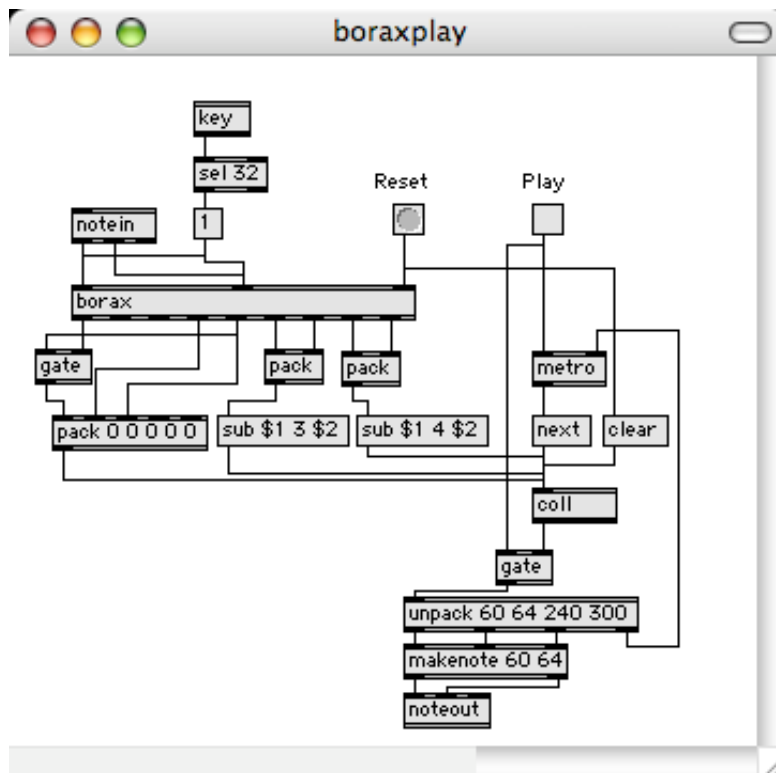 boraxplay
key
sel 32
Reset
Play
notein
1
borax
gate
pack
pack
metro
pack 0 0 0 0 0
sub $1 3 $2
sub $1 4 $2
next
clear
coll
gate
unpack 60 64 240 300
makenote 60 64
noteout